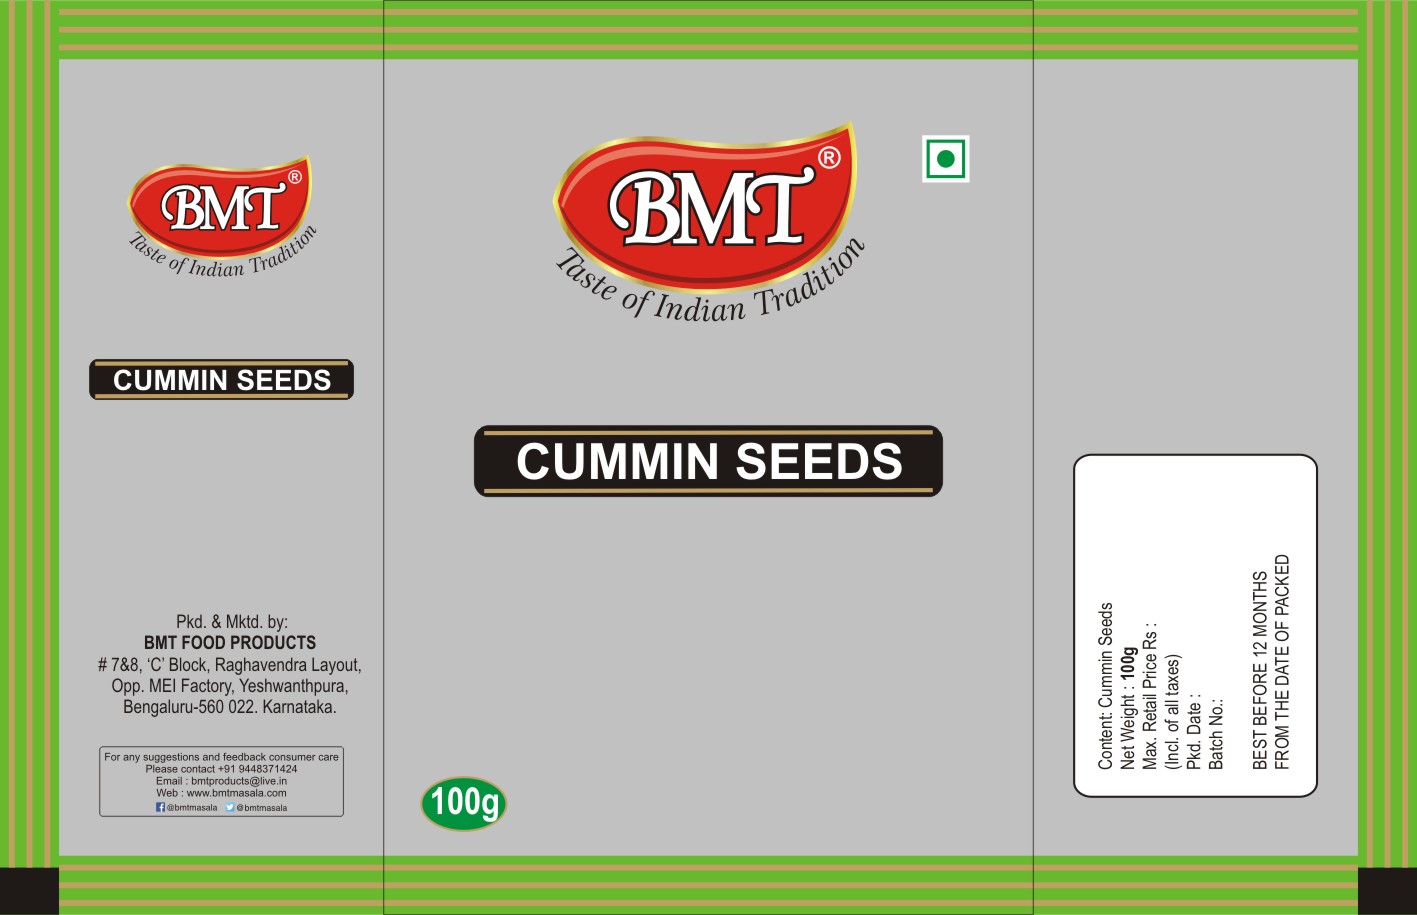 BMT®
Taste of Indian Tradition
CUMMIN SEEDS
Pkd. & Mktd. by:
BMT FOOD PRODUCTS
# 7&8, ‘C’ Block, Raghavendra Layout,
Opp. MEI Factory, Yeshwanthpura,
Bengaluru-560 022. Karnataka.
For any suggestions and feedback consumer care
Please contact +91 9448371424
Email : bmtproducts@live.in
Web : www.bmtmasala.com
@bmtmasala @bmtmasala
BMT®
Taste of Indian Tradition
CUMMIN SEEDS
100g
Content: Cummin Seeds
Net Weight : 100g
Max. Retail Price Rs :
(Incl. of all taxes)
Pkd. Date :
Batch No.:
BEST BEFORE 12 MONTHS
FROM THE DATE OF PACKED